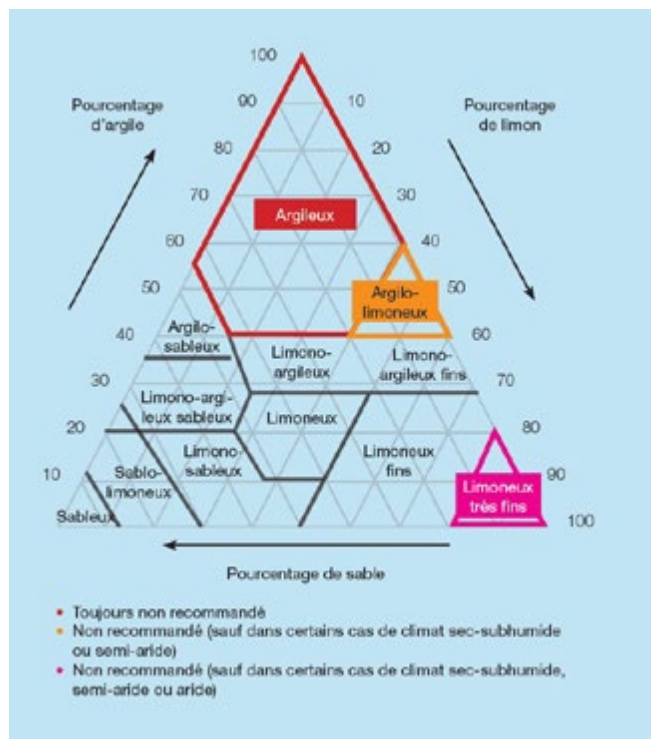 100
Pourcentage
d'argile
Pourcentage
de limon
90
10
80
20
70
30
Argileux
60
40
50
Argilo-
limoneux
50
40
Argilo-
sableux
60
Limono-
argileux
Limono-
argileux fins
30
70
Limono-argi-
leux sableux
Limoneux
20
80
Limono-
sableux
Limoneux
fins
10
Sablo-
limoneux
90
Limoneux
très fins
Sableux
100
Pourcentage de sable
• Toujours non recommandé
• Non recommandé (sauf dans certains cas de climat sec-subhumide
ou semi-aride)
• Non recommandé (sauf dans certains cas de climat sec-subhumide,
semi-aride ou aride)